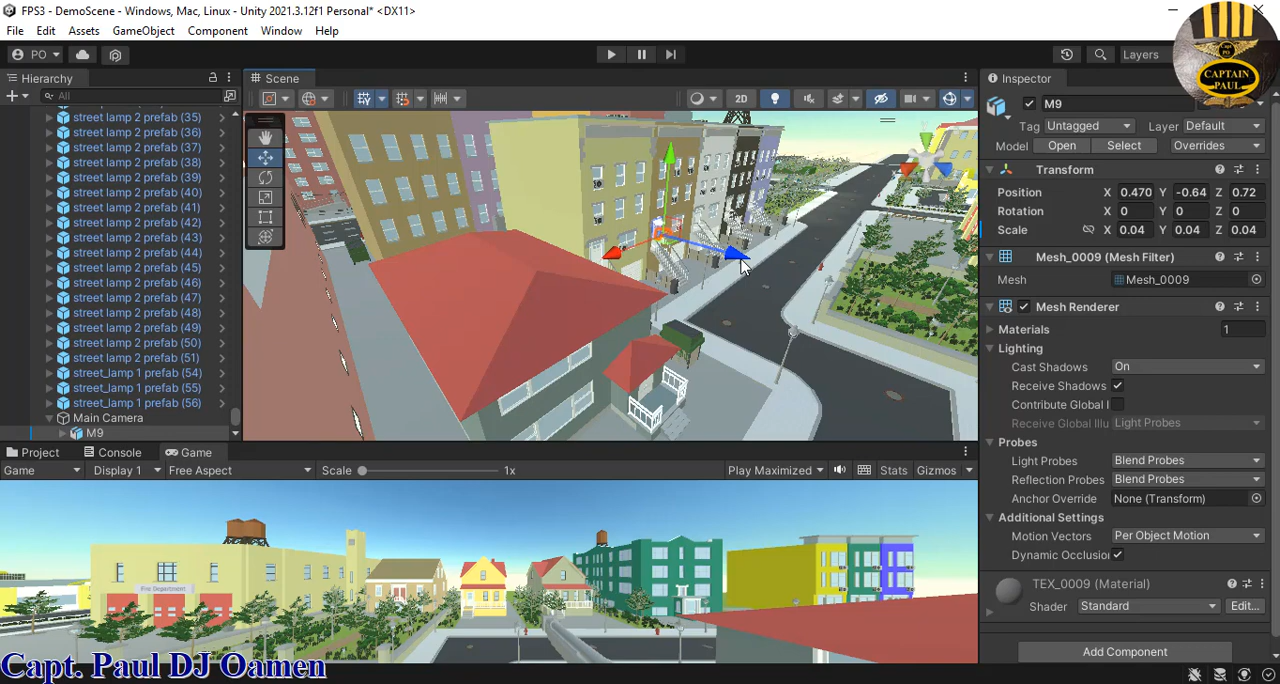 FPS3 - DemoScene - Windows, Mac, Linux - Unity 2021.3.12f1 Personal* <DX11>
File Edit Assets GameObject Component Window Help
PO Layers
Capt PO
CAPTAIN
PAUL
Hierarchy Scene Inspector
All 2D M9
street lamp 2 prefab (35)
street lamp 2 prefab (36)
street lamp 2 prefab (37)
street lamp 2 prefab (38)
street lamp 2 prefab (39)
street lamp 2 prefab (40)
street lamp 2 prefab (41)
street lamp 2 prefab (42)
street lamp 2 prefab (43)
street lamp 2 prefab (44)
street lamp 2 prefab (45)
street lamp 2 prefab (46)
street lamp 2 prefab (47)
street lamp 2 prefab (48)
street lamp 2 prefab (49)
street lamp 2 prefab (50)
street lamp 2 prefab (51)
street_lamp 1 prefab (54)
street_lamp 1 prefab (55)
street_lamp 1 prefab (56)
Main Camera
M9
Tag Untagged Layer Default
Model Open Select Overrides
Transform
Position X 0.470 Y -0.64 Z 0.72
Rotation X 0 Y 0 Z 0
Scale X 0.04 Y 0.04 Z 0.04
Mesh_0009 (Mesh Filter)
Mesh Mesh_0009
Mesh Renderer
Materials 1
Lighting
Cast Shadows On
Receive Shadows
Contribute Global I
Receive Global Illu Light Probes
Probes
Light Probes Blend Probes
Reflection Probes Blend Probes
Anchor Override None (Transform)
Additional Settings
Motion Vectors Per Object Motion
Dynamic Occlusio
TEX_0009 (Material)
Shader Standard Edit...
Add Component
Project Console Game
Game Display 1 Free Aspect Scale 1x Play Maximized Stats Gizmos
Fire Department
Capt. Paul DJ Oamen